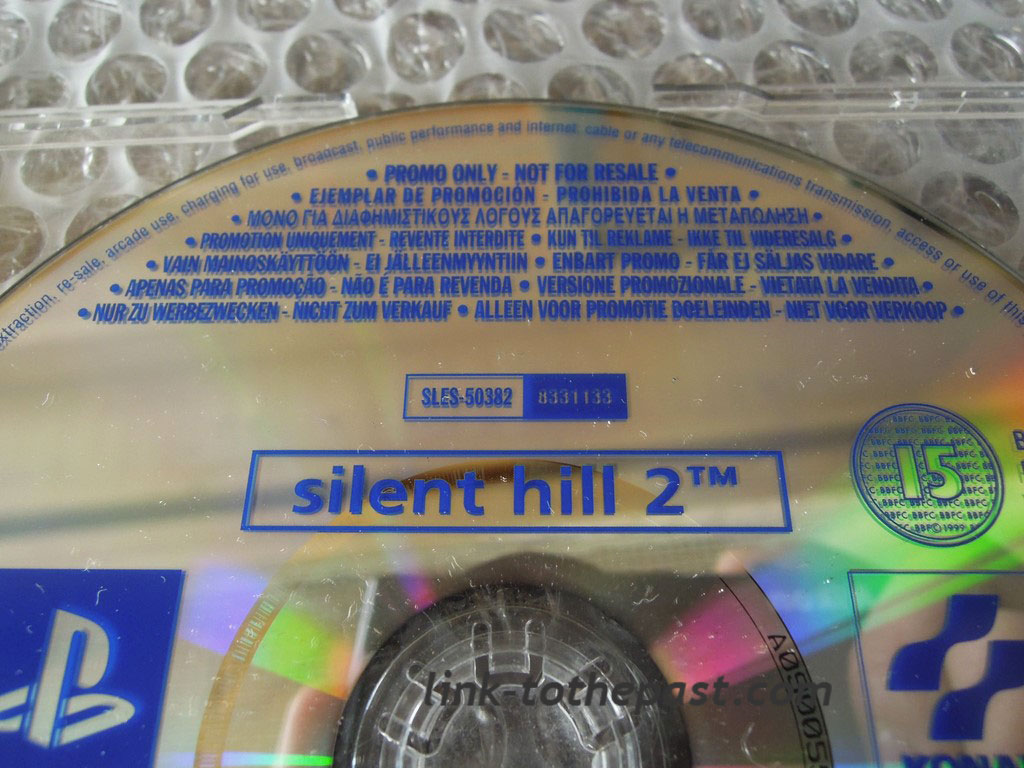 extraction, re-sale, arcade use, charging for use, broadcast, public performance and internet, cable or any telecommunications transmission, access or use of this
• PROMO ONLY - NOT FOR RESALE •
• EJEMPLAR DE PROMOCIÓN - PROHIBIDA LA VENTA •
• ΜΟΝΟ ΓΙΑ ΔΙΑΦΗΜΙΣΤΙΚΟΥΣ ΛΟΓΟΥΣ ΑΠΑΓΟΡΕΥΕΤΑΙ Η ΜΕΤΑΠΩΛΗΣΗ •
• PROMOTION UNIQUEMENT - REVENTE INTERDITE • KUN TIL REKLAME - IKKE TIL VIDERESALG •
• VAIN MAINOSKÄYTTÖÖN - EI JÄLLEENMYYNTIIN • ENBART PROMO - FÅR EJ SÄLJAS VIDARE •
• APENAS PARA PROMOÇÃO - NÃO É PARA REVENDA • VERSIONE PROMOZIONALE - VIETATA LA VENDITA •
• NUR ZU WERBEZWECKEN - NICHT ZUM VERKAUF • ALLEEN VOOR PROMOTIE DOELEINDEN - NIET VOOR VERKOOP •
SLES-50382 8331133
silent hill 2™
15
BBFC
BBFC © 1999
link-tothepast.com